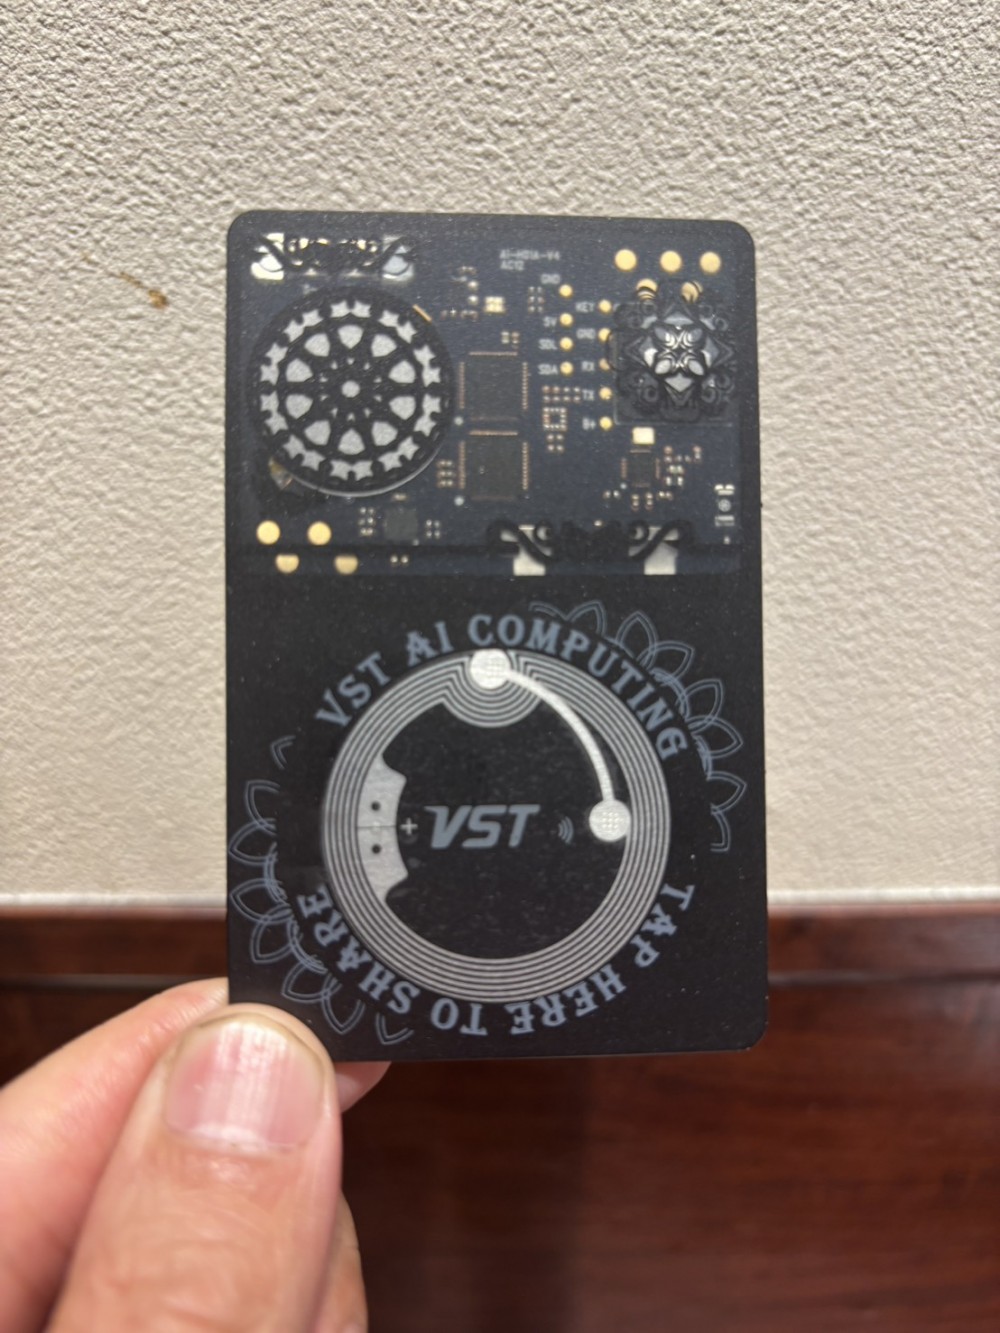 AI-H01A-V4
AC12
GND
KEY
5V
GND
SDL
RX
SDA
TX
B+
VST AI COMPUTING
+ VST
TAP HERE TO SHARE